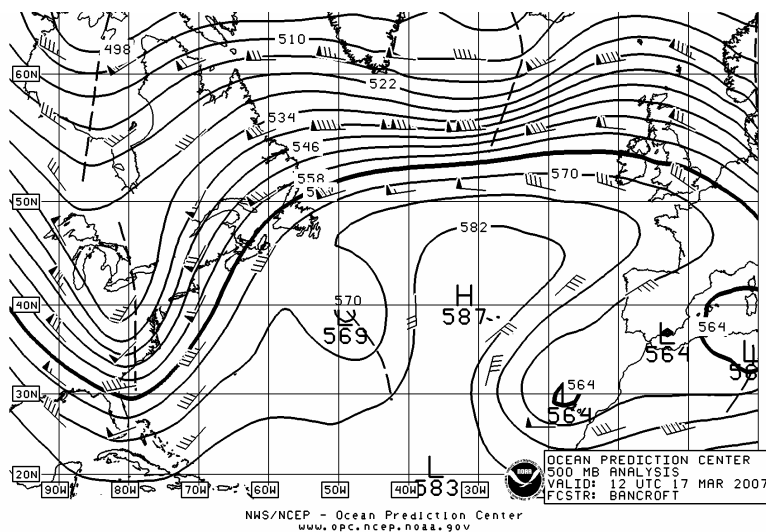 498
510
60N
522
534
546
558
570
50N
582
H
587
40N
570
569
564
L
564
30N
564
L
564
20N
L
583
90W
80W
70W
60W
50W
40W
30W
NOAA
OCEAN PREDICTION CENTER
500 MB ANALYSIS
VALID: 12 UTC 17 MAR 2007
FCSTR: BANCROFT
NWS/NCEP – Ocean Prediction Center
www.opc.ncep.noaa.gov